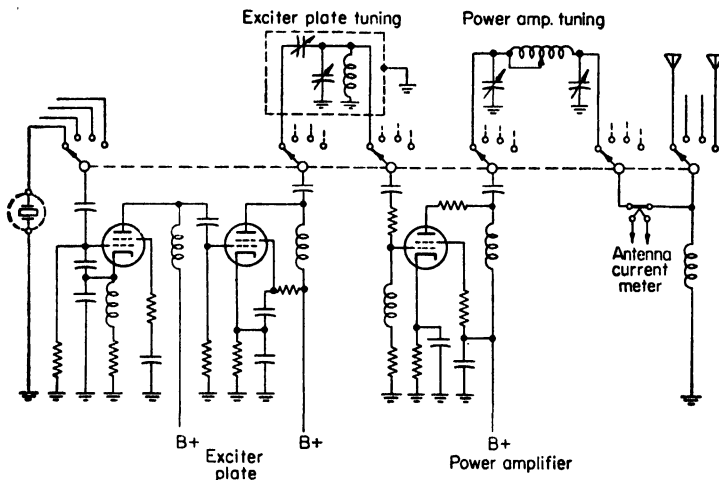 Exciter plate tuning
Power amp. tuning
Antenna
current
meter
B+
B+
B+
Exciter
plate
Power amplifier